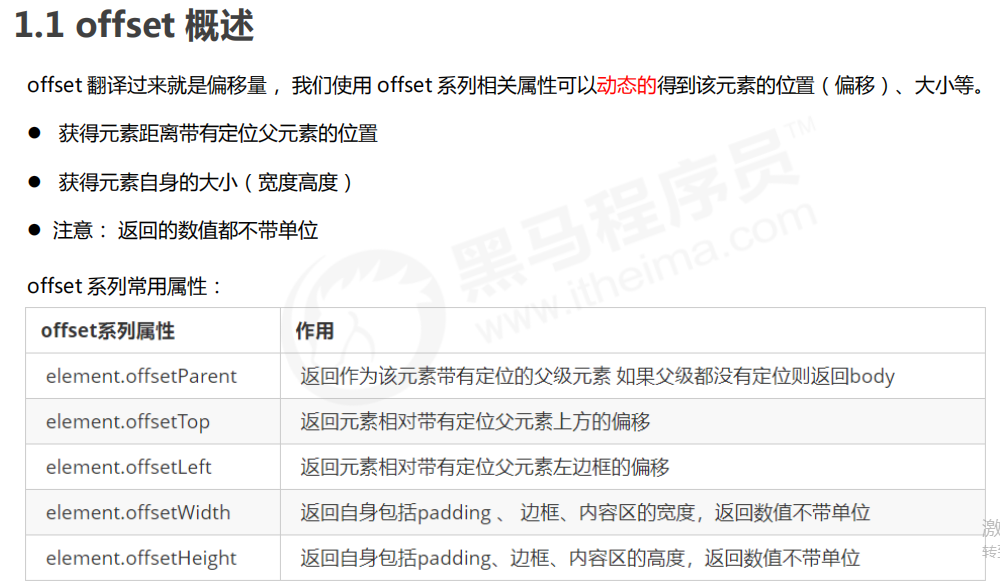 1.1 offset 概述
offset 翻译过来就是偏移量， 我们使用 offset 系列相关属性可以动态的得到该元素的位置（偏移）、大小等。
● 获得元素距离带有定位父元素的位置
● 获得元素自身的大小（宽度高度）
● 注意： 返回的数值都不带单位
offset 系列常用属性：
offset系列属性 作用
element.offsetParent 返回作为该元素带有定位的父级元素 如果父级都没有定位则返回body
element.offsetTop 返回元素相对带有定位父元素上方的偏移
element.offsetLeft 返回元素相对带有定位父元素左边框的偏移
element.offsetWidth 返回自身包括padding 、 边框、内容区的宽度，返回数值不带单位
element.offsetHeight 返回自身包括padding、边框、内容区的高度，返回数值不带单位
黑马程序员™
www.itheima.com
激
转到